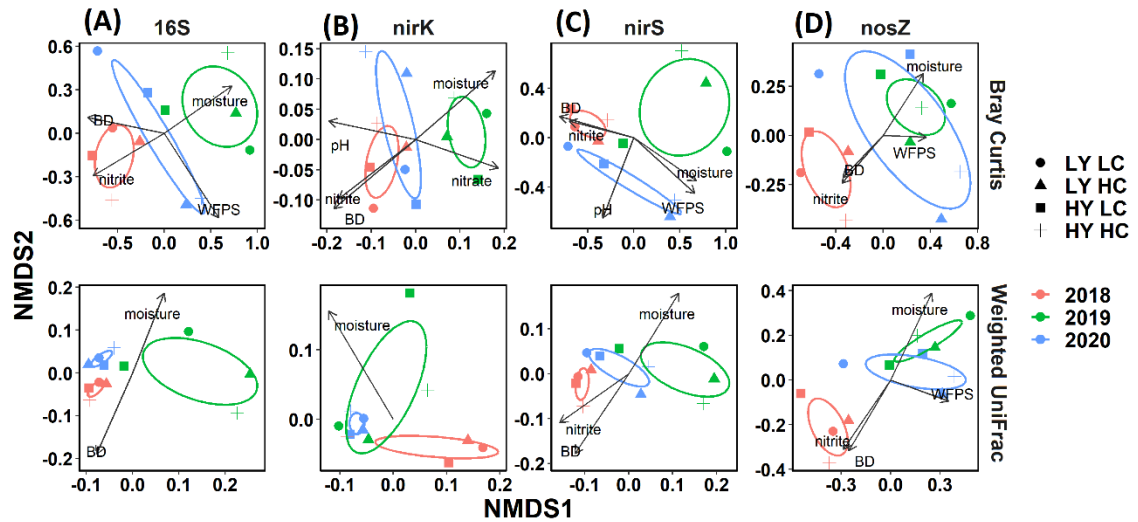 (A) 16S
(B) nirK
(C) nirS
(D) nosZ
0.6
0.3
0.0
-0.3
-0.6
-0.5 0.0 0.5 1.0
moisture
BD
nitrite
WFPS
0.15
0.10
0.05
0.00
-0.05
-0.10
-0.1 0.0 0.1 0.2
moisture
pH
nitrite
nitrate
BD
0.4
0.0
-0.4
-0.5 0.0 0.5 1.0
BD
nitrite
moisture
pH
WFPS
0.25
0.00
-0.25
-0.4 0.0 0.4 0.8
moisture
WFPS
BD
nitrite
Bray Curtis
LY LC
LY HC
HY LC
HY HC
NMDS2
0.2
0.1
0.0
-0.1
-0.2
-0.1 0.0 0.1 0.2
moisture
BD
0.1
0.0
-0.1 0.0 0.1 0.2
moisture
0.2
0.1
0.0
-0.1
-0.2
-0.1 0.0 0.1 0.2
moisture
nitrite
BD
0.4
0.2
0.0
-0.2
-0.4
-0.3 0.0 0.3
moisture
WFPS
nitrite
BD
Weighted UniFrac
2018
2019
2020
NMDS1